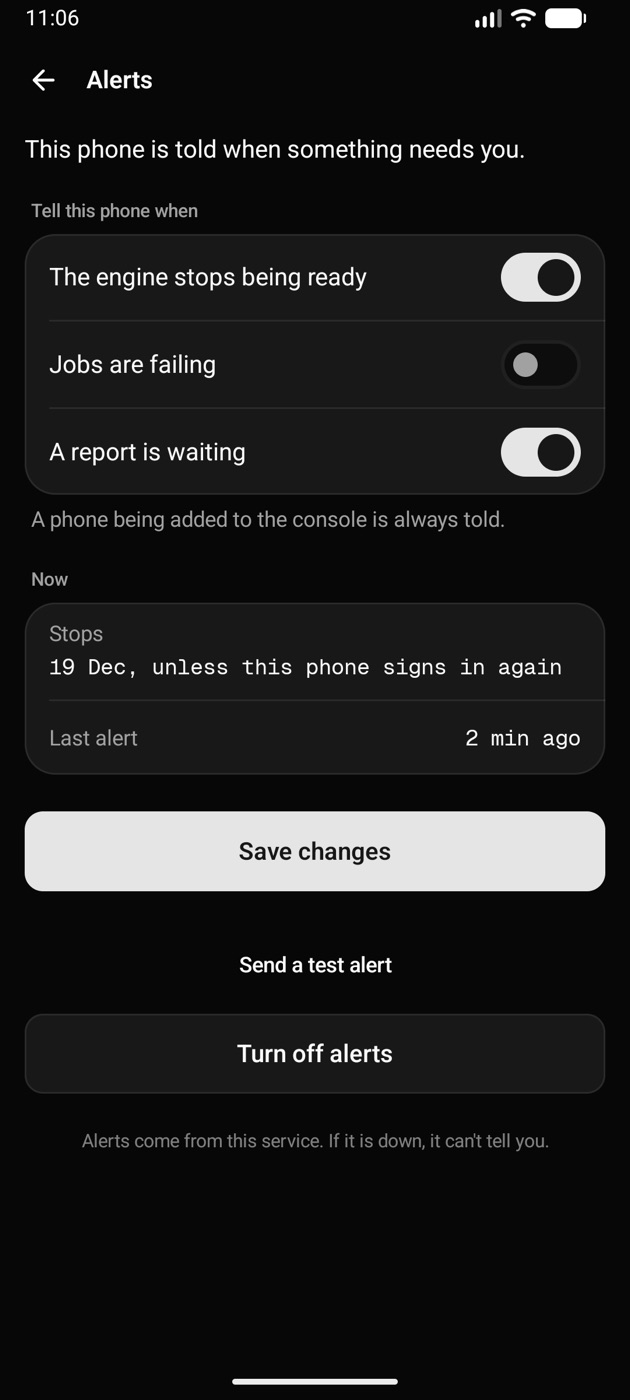 11:06
Alerts
This phone is told when something needs you.
Tell this phone when
The engine stops being ready
Jobs are failing
A report is waiting
A phone being added to the console is always told.
Now
Stops
19 Dec, unless this phone signs in again
Last alert 2 min ago
Save changes
Send a test alert
Turn off alerts
Alerts come from this service. If it is down, it can't tell you.